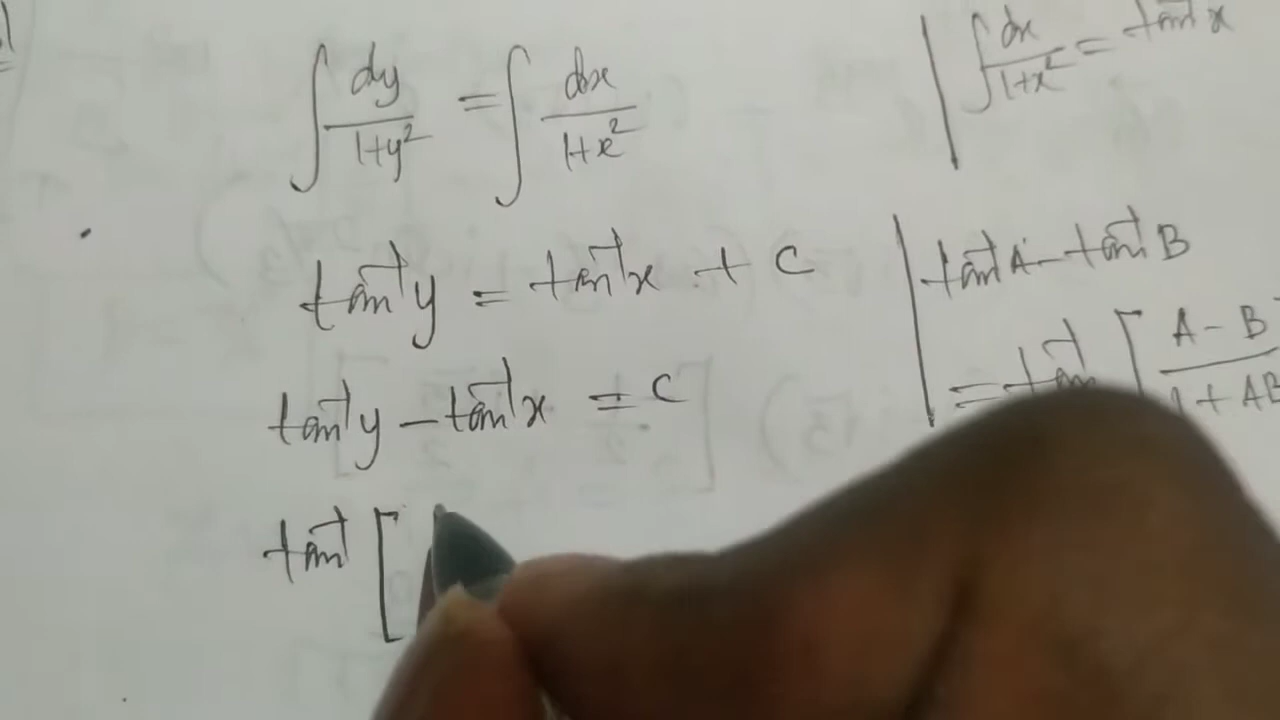 ∫ dy/(1+y²) = ∫ dx/(1+x²)
tan⁻¹y = tan⁻¹x + c
tan⁻¹y - tan⁻¹x = c
tan⁻¹ [
∫ dx/(1+x²) = tan⁻¹x
tan⁻¹A - tan⁻¹B
= tan⁻¹ [ (A - B)/(1 + AB)